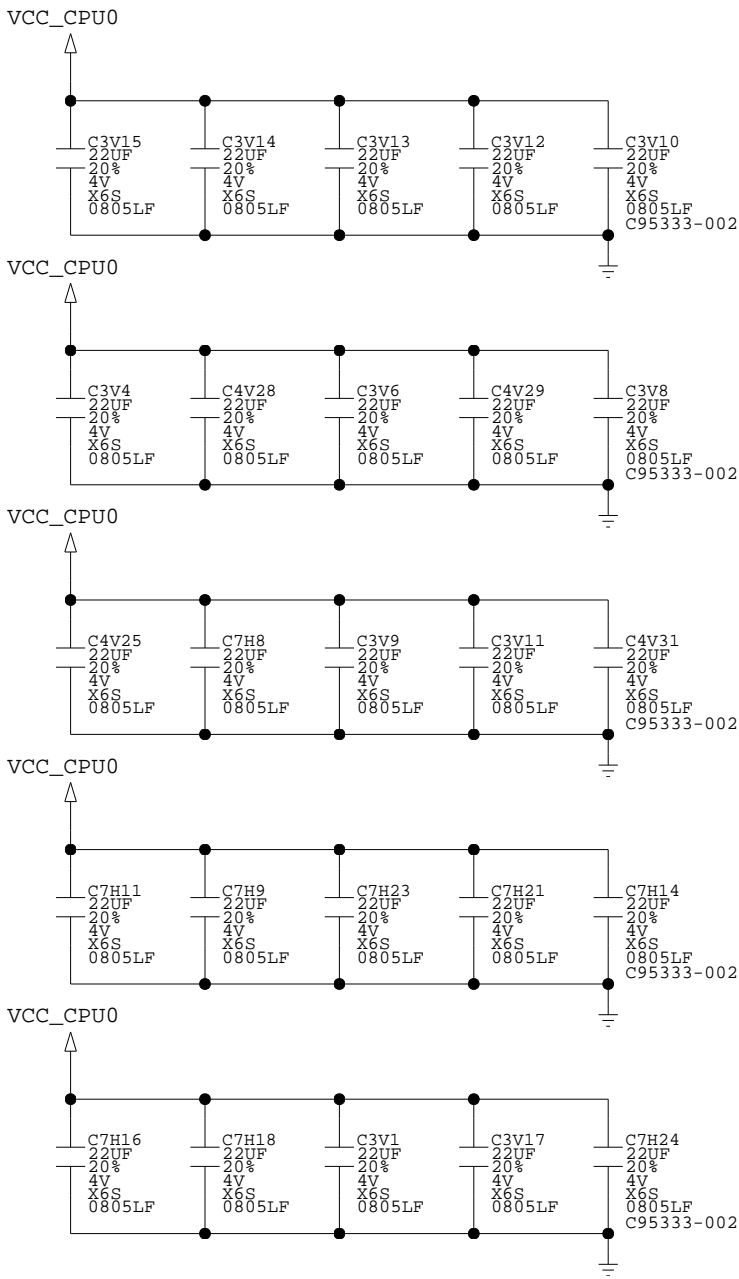 VCC_CPU0
C3V15 C3V14 C3V13 C3V12 C3V10
22UF 22UF 22UF 22UF 22UF
20% 20% 20% 20% 20%
4V 4V 4V 4V 4V
X6S X6S X6S X6S X6S
0805LF 0805LF 0805LF 0805LF 0805LF
C95333-002
VCC_CPU0
C3V4 C4V28 C3V6 C4V29 C3V8
22UF 22UF 22UF 22UF 22UF
20% 20% 20% 20% 20%
4V 4V 4V 4V 4V
X6S X6S X6S X6S X6S
0805LF 0805LF 0805LF 0805LF 0805LF
C95333-002
VCC_CPU0
C4V25 C7H8 C3V9 C3V11 C4V31
22UF 22UF 22UF 22UF 22UF
20% 20% 20% 20% 20%
4V 4V 4V 4V 4V
X6S X6S X6S X6S X6S
0805LF 0805LF 0805LF 0805LF 0805LF
C95333-002
VCC_CPU0
C7H11 C7H9 C7H23 C7H21 C7H14
22UF 22UF 22UF 22UF 22UF
20% 20% 20% 20% 20%
4V 4V 4V 4V 4V
X6S X6S X6S X6S X6S
0805LF 0805LF 0805LF 0805LF 0805LF
C95333-002
VCC_CPU0
C7H16 C7H18 C3V1 C3V17 C7H24
22UF 22UF 22UF 22UF 22UF
20% 20% 20% 20% 20%
4V 4V 4V 4V 4V
X6S X6S X6S X6S X6S
0805LF 0805LF 0805LF 0805LF 0805LF
C95333-002